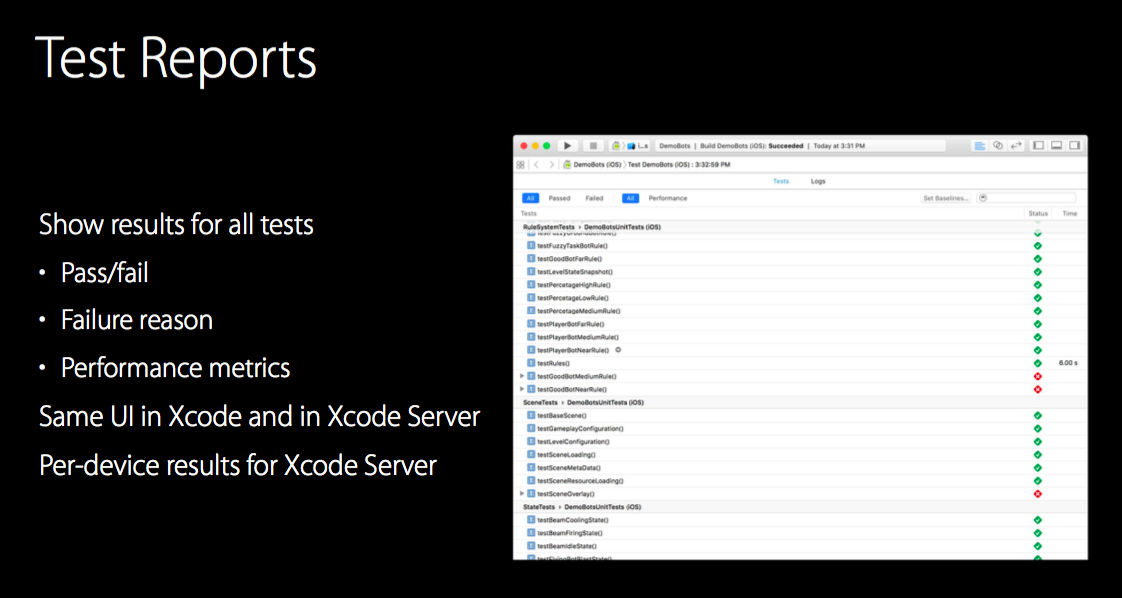 Test Reports
Show results for all tests
• Pass/fail
• Failure reason
• Performance metrics
Same UI in Xcode and in Xcode Server
Per-device results for Xcode Server
DemoBots | Build DemoBots (iOS): Succeeded | Today at 3:31 PM
DemoBots (iOS) › Test DemoBots (iOS) : 3:32:59 PM
Tests Logs
All Passed Failed All Performance Set Baselines...
Tests Status Time
RuleSystemTests › DemoBotsUnitTests (iOS)
testFuzzyTaskBotRule()
testGoodBotFarRule()
testLevelStateSnapshot()
testPercetageHighRule()
testPercetageLowRule()
testPercetageMediumRule()
testPlayerBotFarRule()
testPlayerBotMediumRule()
testPlayerBotNearRule()
testRules() 6.00 s
testGoodBotMediumRule()
testGoodBotNearRule()
SceneTests › DemoBotsUnitTests (iOS)
testBaseScene()
testGameplayConfiguration()
testLevelConfiguration()
testSceneLoading()
testSceneMetaData()
testSceneResourceLoading()
testSceneOverlay()
StateTests › DemoBotsUnitTests (iOS)
testBeamCoolingState()
testBeamFiringState()
testBeamIdleState()
testFlyingBotBlastState()